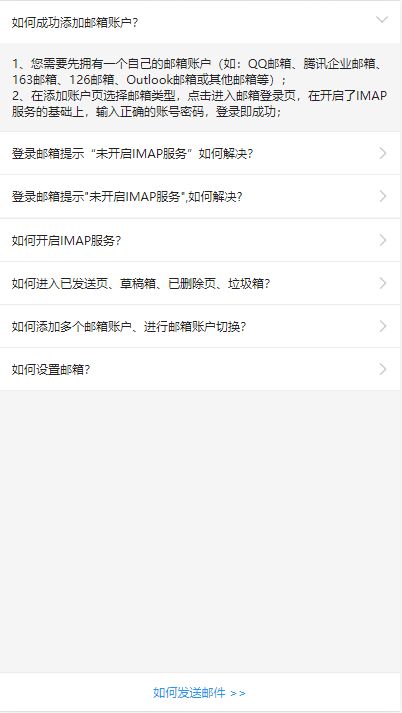 如何成功添加邮箱账户?
1、您需要先拥有一个自己的邮箱账户（如：QQ邮箱、腾讯企业邮箱、
163邮箱、126邮箱、Outlook邮箱或其他邮箱等）；
2、在添加账户页选择邮箱类型，点击进入邮箱登录页，在开启了IMAP
服务的基础上，输入正确的账号密码，登录即成功;
登录邮箱提示“未开启IMAP服务”如何解决?
登录邮箱提示"未开启IMAP服务",如何解决?
如何开启IMAP服务?
如何进入已发送页、草稿箱、已删除页、垃圾箱?
如何添加多个邮箱账户、进行邮箱账户切换?
如何设置邮箱?
如何发送邮件 >>